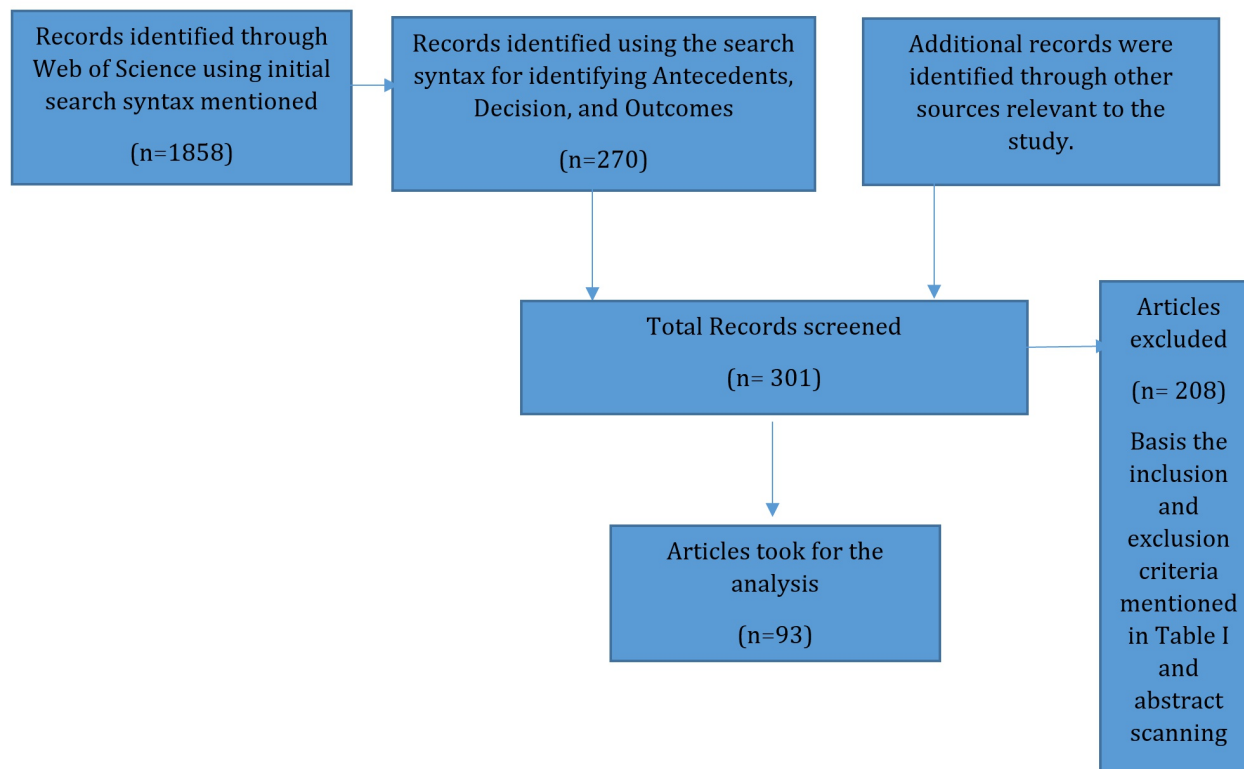 Records identified through
Web of Science using initial
search syntax mentioned
(n=1858)
Records identified using the search
syntax for identifying Antecedents,
Decision, and Outcomes
(n=270)
Additional records were
identified through other
sources relevant to the
study.
Total Records screened
(n= 301)
Articles
excluded
(n= 208)
Basis the
inclusion
and
exclusion
criteria
mentioned
in Table I
and
abstract
scanning
Articles took for the
analysis
(n=93)